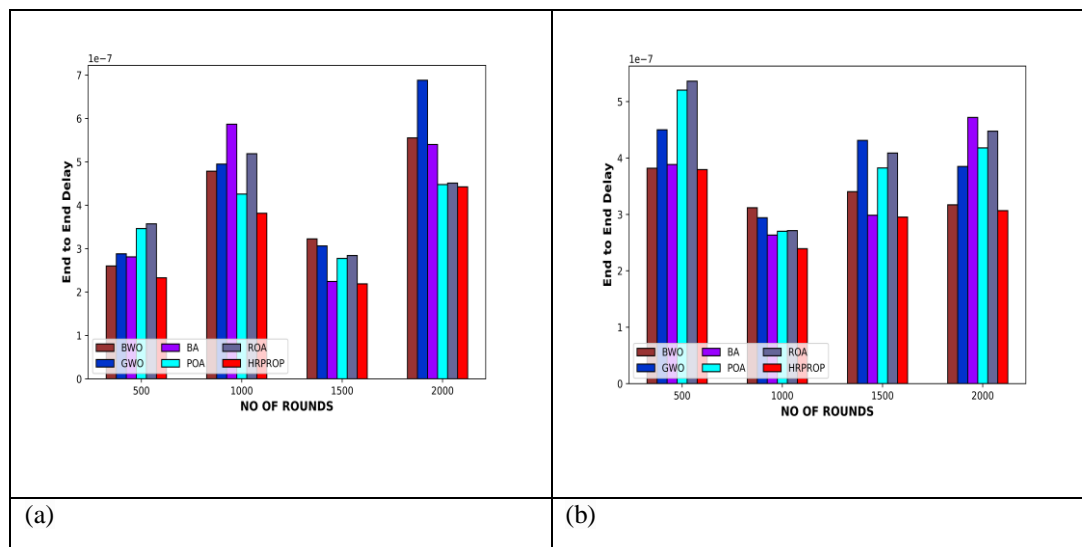 1e−7
7
6
5
4
3
2
1
0
End to End Delay
BWO BA ROA
GWO POA HRPROP
500 1000 1500 2000
NO OF ROUNDS
1e−7
5
4
3
2
1
0
End to End Delay
BWO BA ROA
GWO POA HRPROP
500 1000 1500 2000
NO OF ROUNDS
(a) (b)